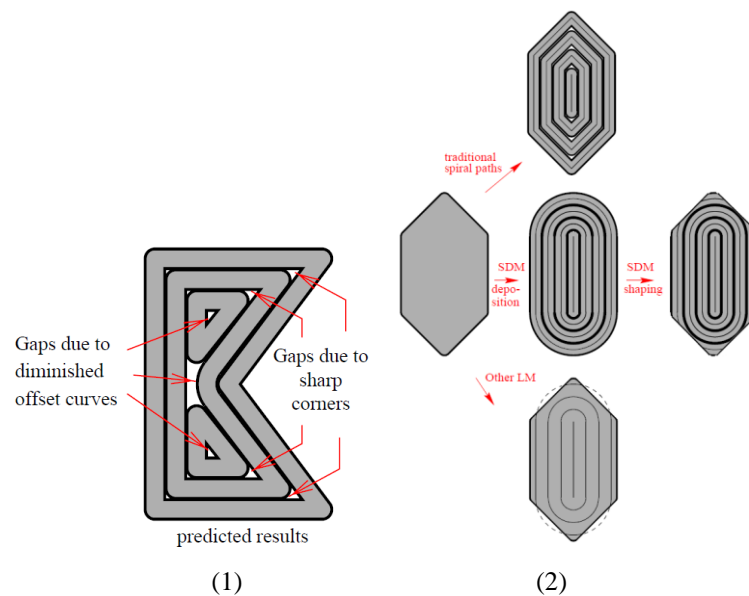 traditional
spiral paths
SDM
depo-
sition
SDM
shaping
Other LM
Gaps due to
diminished
offset curves
Gaps due to
sharp
corners
predicted results
(1)
(2)